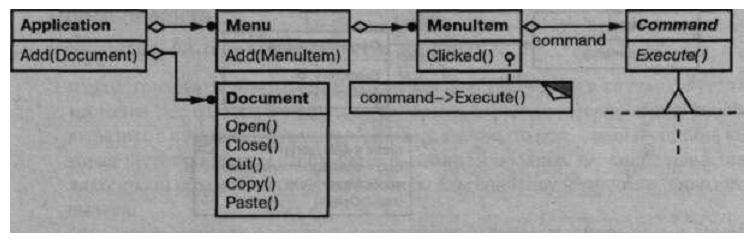 Application
Add(Document)
Menu
Add(MenuItem)
MenuItem
Clicked()
command
Command
Execute()
command->Execute()
Document
Open()
Close()
Cut()
Copy()
Paste()